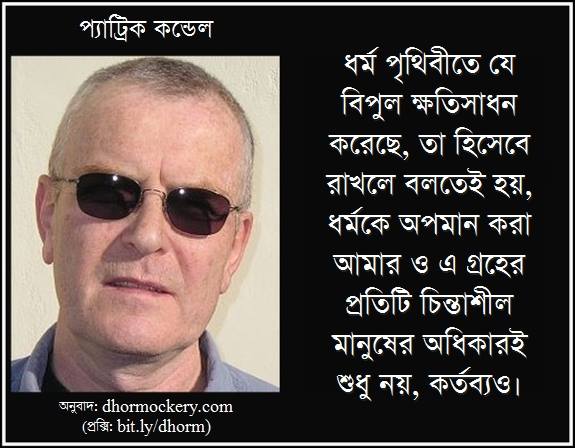 প্যাট্রিক কন্ডেল
ধর্ম পৃথিবীতে যে
বিপুল ক্ষতিসাধন
করেছে, তা হিসেবে
রাখলে বলতেই হয়,
ধর্মকে অপমান করা
আমার ও এ গ্রহের
প্রতিটি চিন্তাশীল
মানুষের অধিকারই
শুধু নয়, কর্তব্যও।
অনুবাদ: dhormockery.com
(প্রক্সি: bit.ly/dhorm)